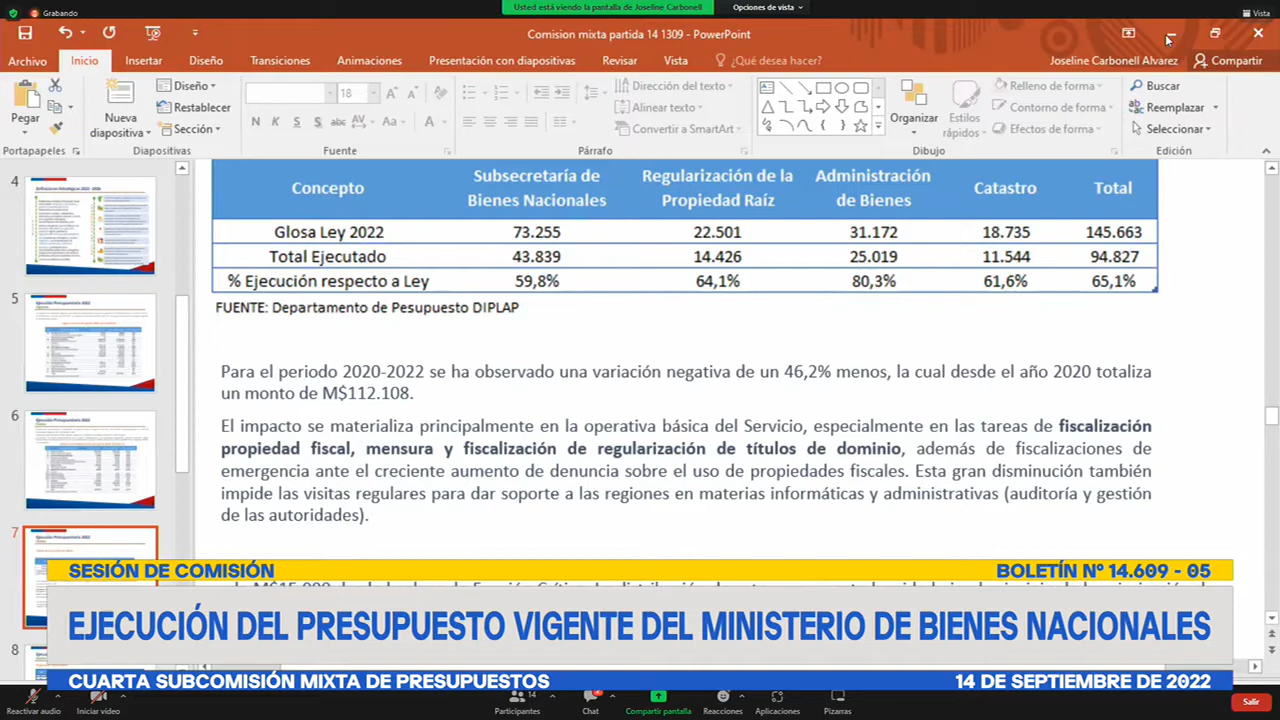 Grabando
Usted está viendo la pantalla de Joseline Carbonell
Opciones de vista
Vista
Comision mixta partida 14 1309 - PowerPoint
Archivo
Inicio
Insertar
Diseño
Transiciones
Animaciones
Presentación con diapositivas
Revisar
Vista
¿Qué desea hacer?
Joseline Carbonell Alvarez
Compartir
Pegar
Nueva
diapositiva
Diseño
Restablecer
Sección
18
N K S S abc AV Aa A
Dirección del texto
Alinear texto
Convertir a SmartArt
Organizar
Estilos
rápidos
Relleno de forma
Contorno de forma
Efectos de forma
Buscar
Reemplazar
Seleccionar
Portapapeles
Diapositivas
Fuente
Párrafo
Dibujo
Edición
4
5
6
7
8
Concepto Subsecretaría de Bienes Nacionales Regularización de la Propiedad Raíz Administración de Bienes Catastro Total
Glosa Ley 2022 73.255 22.501 31.172 18.735 145.663
Total Ejecutado 43.839 14.426 25.019 11.544 94.827
% Ejecución respecto a Ley 59,8% 64,1% 80,3% 61,6% 65,1%
FUENTE: Departamento de Pesupuesto DIPLAP
Para el periodo 2020-2022 se ha observado una variación negativa de un 46,2% menos, la cual desde el año 2020 totaliza
un monto de M$112.108.
El impacto se materializa principalmente en la operativa básica del Servicio, especialmente en las tareas de fiscalización
propiedad fiscal, mensura y fiscalización de regularización de títulos de dominio, además de fiscalizaciones de
emergencia ante el creciente aumento de denuncia sobre el uso de propiedades fiscales. Esta gran disminución también
impide las visitas regulares para dar soporte a las regiones en materias informáticas y administrativas (auditoría y gestión
de las autoridades).
SESIÓN DE COMISIÓN
BOLETÍN Nº 14.609 - 05
EJECUCIÓN DEL PRESUPUESTO VIGENTE DEL MINISTERIO DE BIENES NACIONALES
CUARTA SUBCOMISIÓN MIXTA DE PRESUPUESTOS
14 DE SEPTIEMBRE DE 2022
Reactivar audio
Iniciar video
14
Participantes
Chat
Compartir pantalla
Reacciones
Aplicaciones
Pizarras
Salir